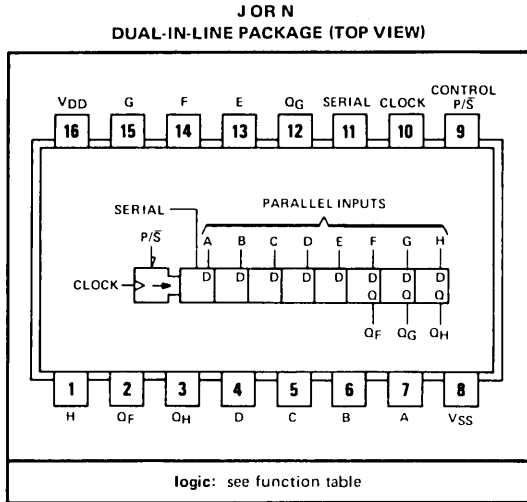 J OR N
DUAL-IN-LINE PACKAGE (TOP VIEW)
VDD G F E QG SERIAL CLOCK CONTROL P/S̅
16 15 14 13 12 11 10 9
SERIAL
PARALLEL INPUTS
P/S̅
A B C D E F G H
CLOCK
D D D D D D D D
Q Q Q
QF QG QH
1 2 3 4 5 6 7 8
H QF QH D C B A VSS
logic: see function table